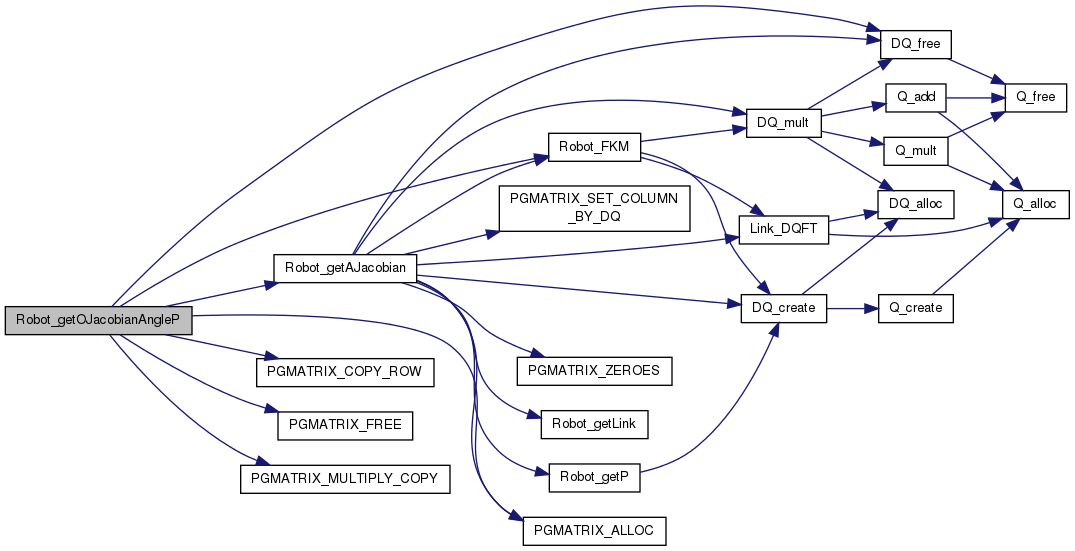 DQ_free
Q_add
Q_free
DQ_mult
Robot_FKM
Q_mult
PGMATRIX_SET_COLUMN
_BY_DQ
DQ_alloc
Q_alloc
Link_DQFT
Robot_getAJacobian
DQ_create
Q_create
Robot_getOJacobianAngleP
PGMATRIX_COPY_ROW
PGMATRIX_ZEROES
PGMATRIX_FREE
Robot_getLink
PGMATRIX_MULTIPLY_COPY
Robot_getP
PGMATRIX_ALLOC